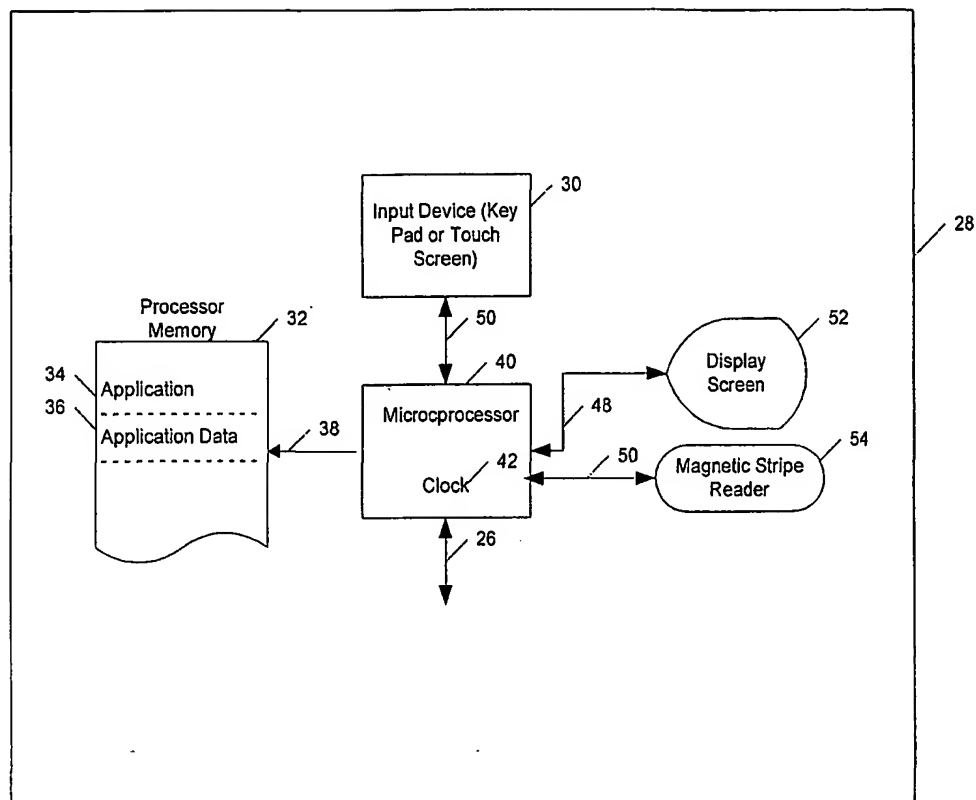 30
Input Device (Key
Pad or Touch
Screen)
28
Processor
Memory
32
50
52
34
Application
40
Display
Screen
36
Application Data
38
Microcprocessor
48
42
Clock
50
54
Magnetic Stripe
Reader
26